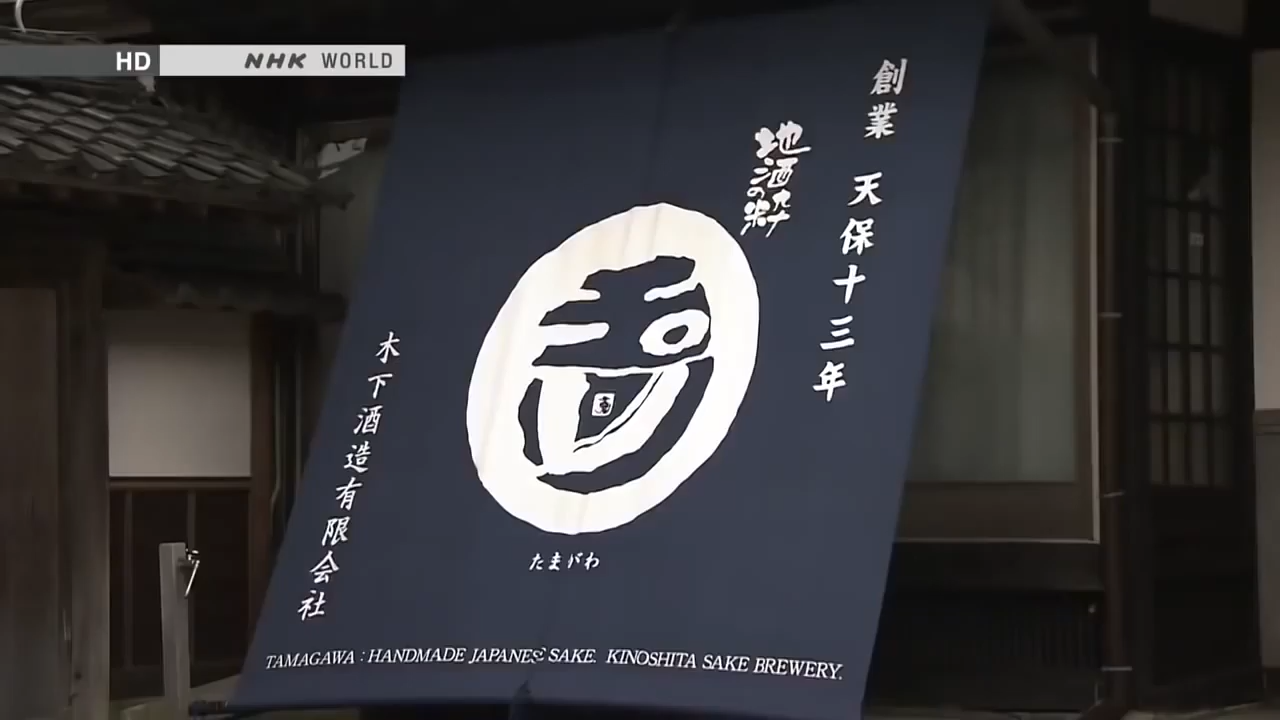 HD NHK WORLD
創業 天保十三年
地酒の粋
たまがわ
木下酒造有限会社
TAMAGAWA : HANDMADE JAPANESE SAKE. KINOSHITA SAKE BREWERY.